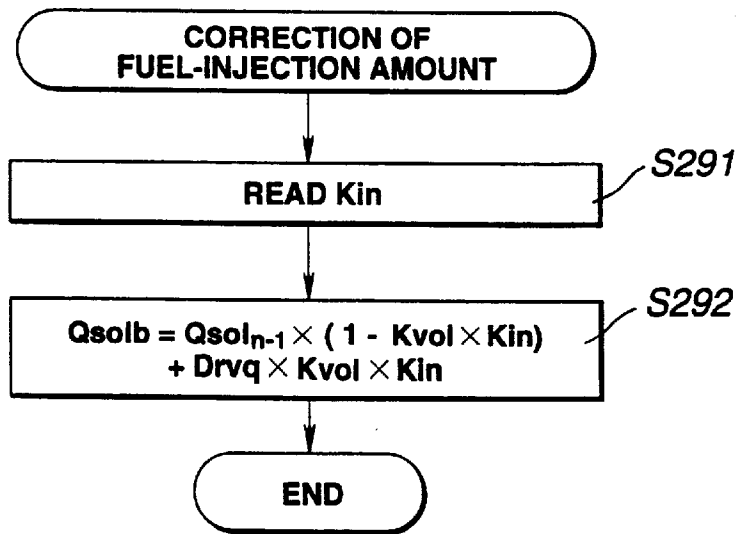 CORRECTION OF
FUEL-INJECTION AMOUNT
READ Kin
S291
Qsolb = Qsolₙ₋₁ × ( 1 - Kvol × Kin)
+ Drvq × Kvol × Kin
S292
END